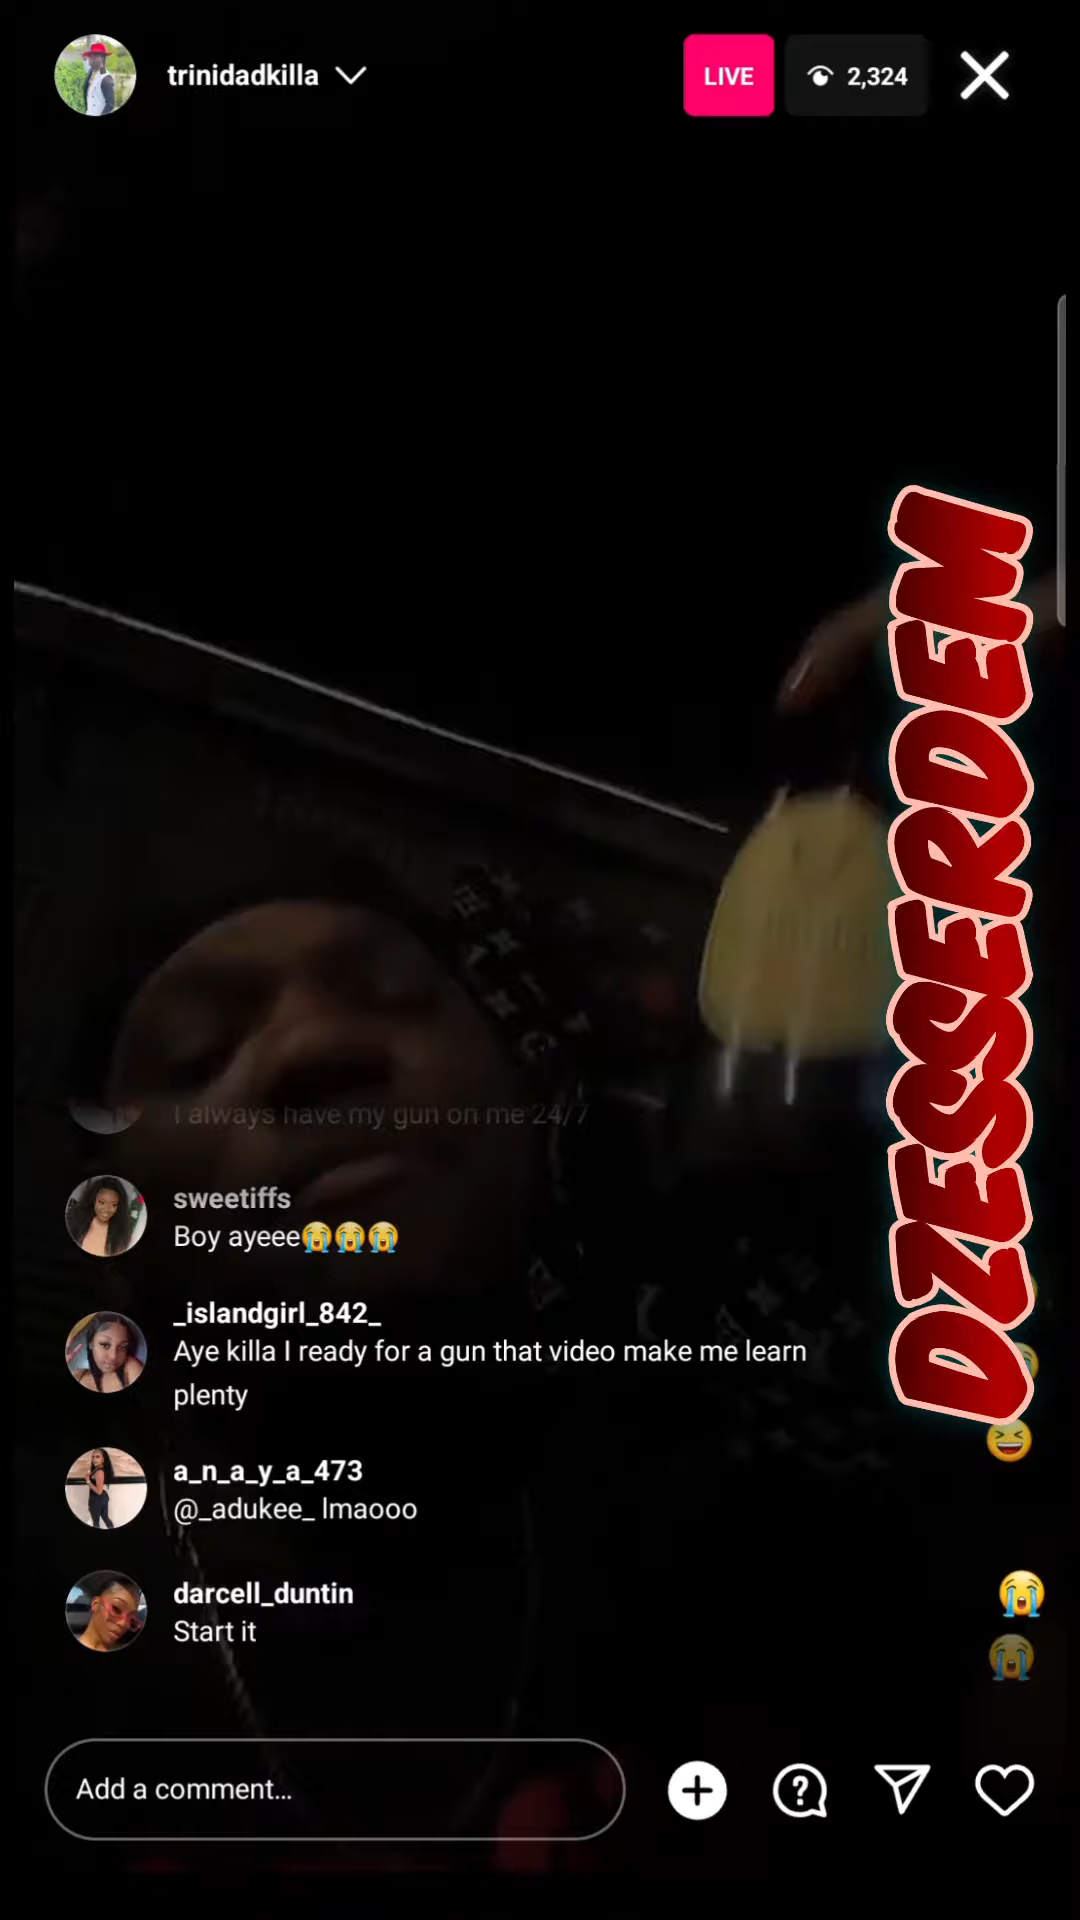 trinidadkilla
LIVE
2,324
DZESSERDEM
I always have my gun on me 24/7
sweetiffs
Boy ayeee😭😭😭
_islandgirl_842_
Aye killa I ready for a gun that video make me learn
plenty
a_n_a_y_a_473
@_adukee_ lmaooo
darcell_duntin
Start it
Add a comment...